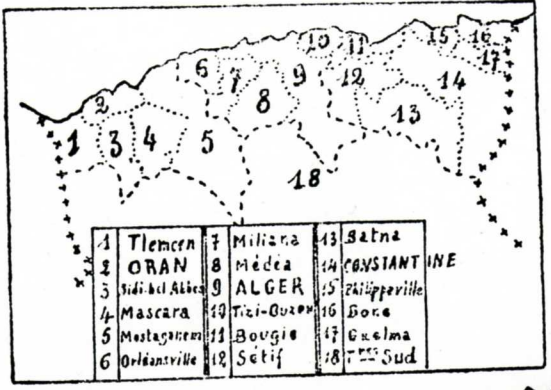 10 11 15 16
6 7 9 12 17
2 8 14
1 3 4 5 13
18
1 Tlemcen 7 Miliana 13 Batna
2 ORAN 8 Médéa 14 CONSTANTINE
3 Sidi bel Abbes 9 ALGER 15 Philippeville
4 Mascara 10 Tizi-Ouzou 16 Bone
5 Mostaganem 11 Bougie 17 Guelma
6 Orléansville 12 Sétif 18 Tres Sud